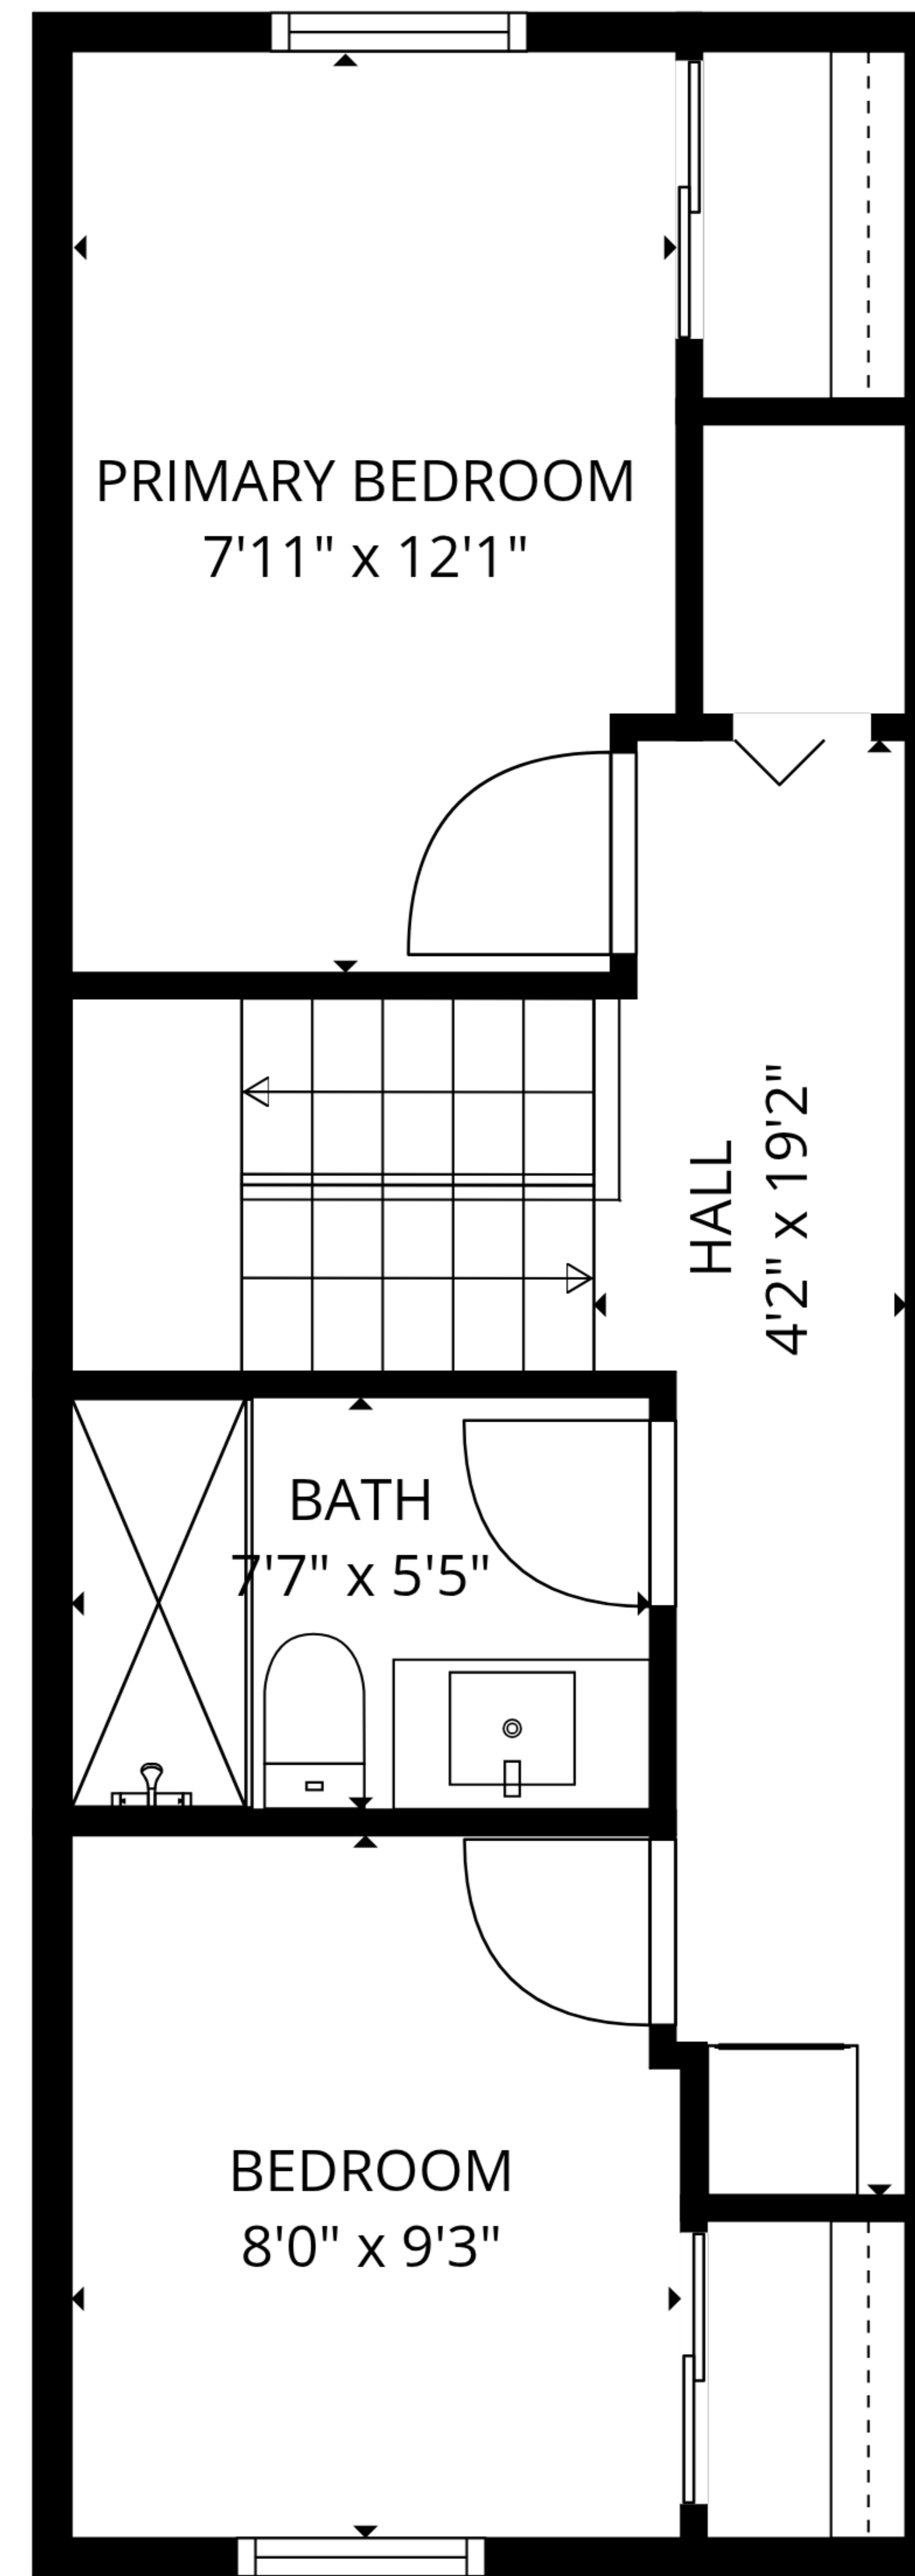 PRIMARY BEDROOM
7'11" x 12'1"
HALL
4'2" x 19'2"
BATH
7'7" x 5'5"
BEDROOM
8'0" x 9'3"